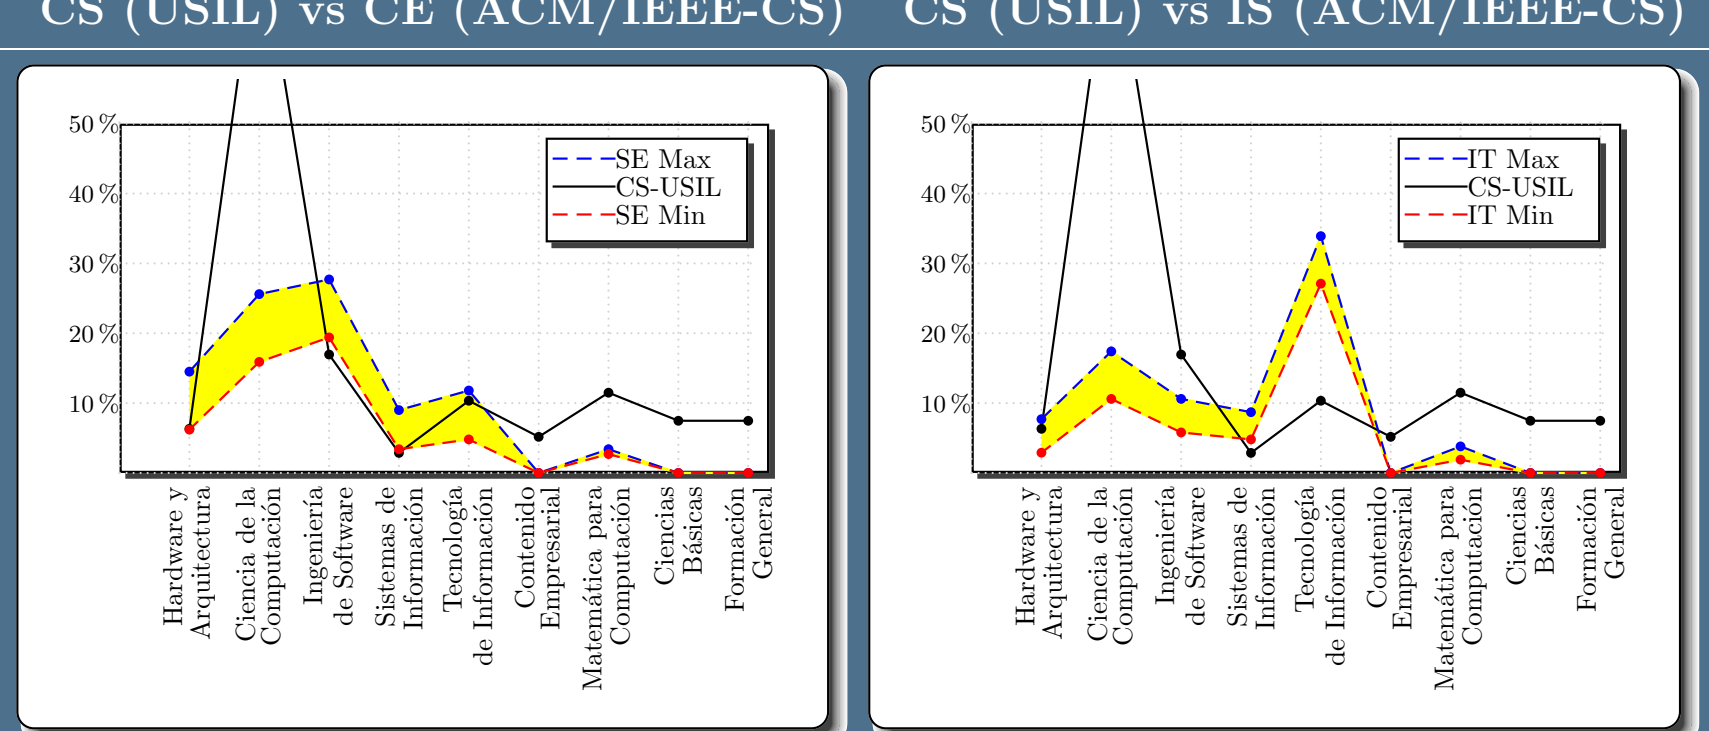 CS (USIL) vs CE (ACM/IEEE-CS)
50 %
40 %
30 %
20 %
10 %
SE Max
CS-USIL
SE Min
Hardware y
Arquitectura
Ciencia de la
Computación
Ingeniería
de Software
Sistemas de
Información
Tecnología
de Información
Contenido
Empresarial
Matemática para
Computación
Ciencias
Básicas
Formación
General
CS (USIL) vs IS (ACM/IEEE-CS)
50 %
40 %
30 %
20 %
10 %
IT Max
CS-USIL
IT Min
Hardware y
Arquitectura
Ciencia de la
Computación
Ingeniería
de Software
Sistemas de
Información
Tecnología
de Información
Contenido
Empresarial
Matemática para
Computación
Ciencias
Básicas
Formación
General